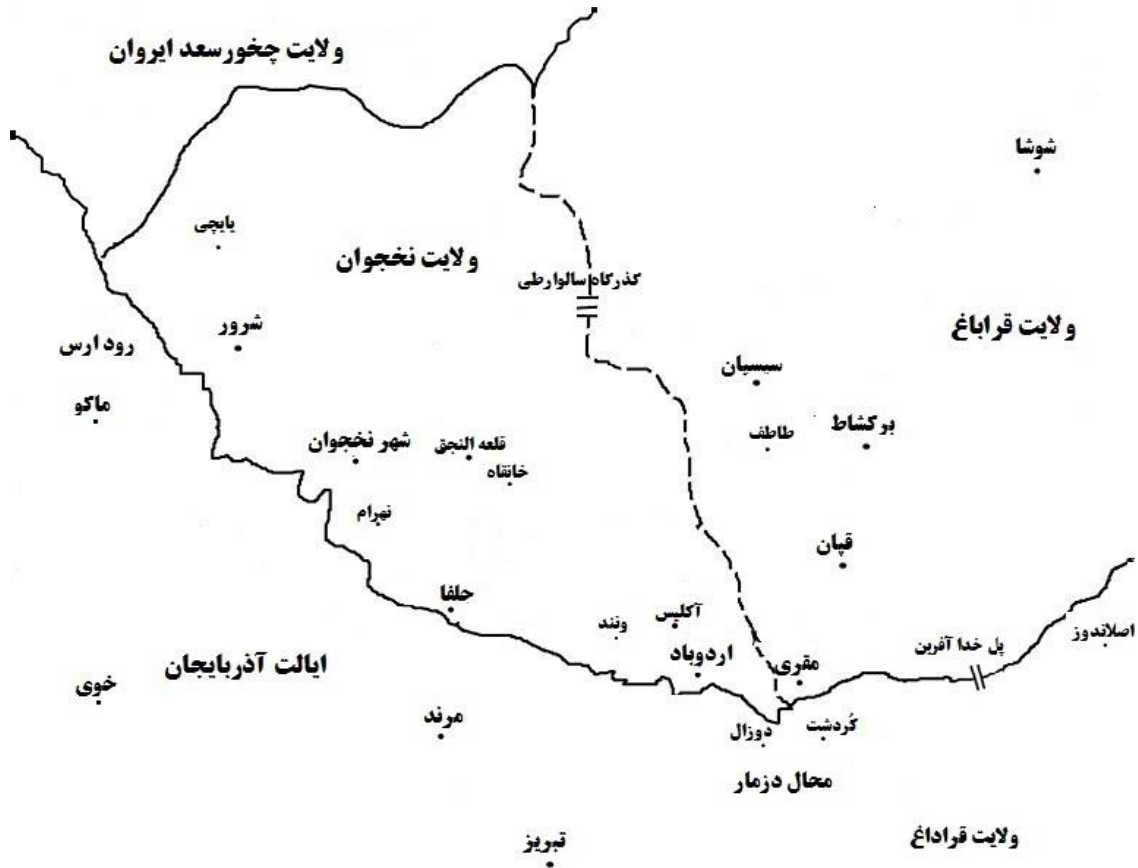 ولایت چخورسعد ایروان
شوشا
یایچی
ولایت نخجوان
گذرگاه سالوارطی
ولایت قراباغ
شرور
رود ارس
سیسیان
ماکو
برکشاط
طاطف
شهر نخجوان
قلعه النجق
خانقاه
نهرام
قپان
جلفا
آکلیس
ونند
اصلاندوز
پل خدا آفرین
اردوباد
مقری
ایالت آذربایجان
خوی
مرند
دوزال
کُردشت
محال دزمار
ولایت قراداغ
تبریز